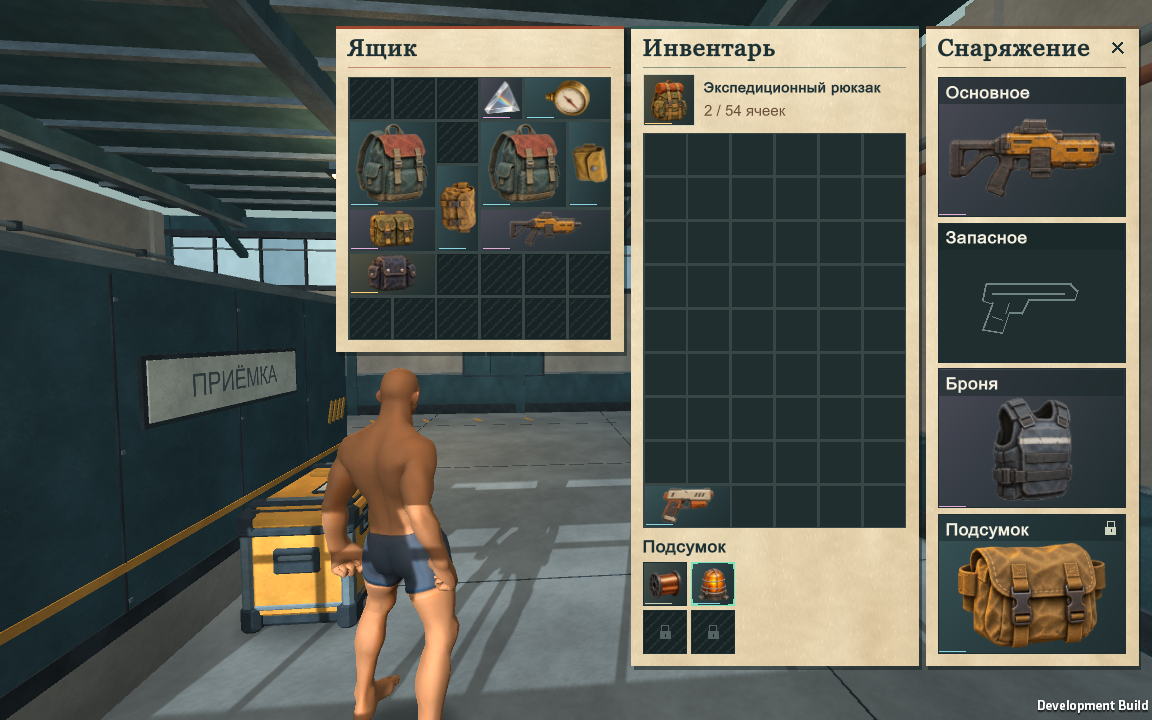 Ящик
Инвентарь
Экспедиционный рюкзак
2 / 54 ячеек
Подсумок
Снаряжение
Основное
Запасное
Броня
Подсумок
ПРИЁМКА
Development Build